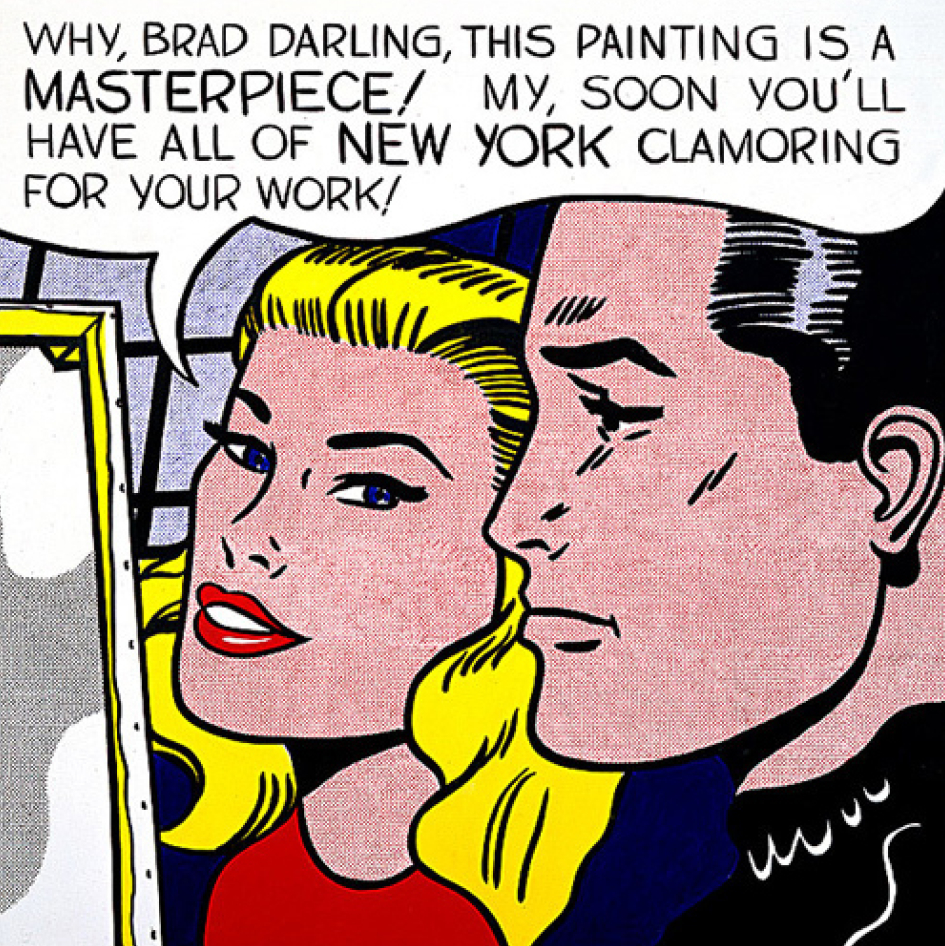 WHY, BRAD DARLING, THIS PAINTING IS A
MASTERPIECE! MY, SOON YOU'LL
HAVE ALL OF NEW YORK CLAMORING
FOR YOUR WORK!